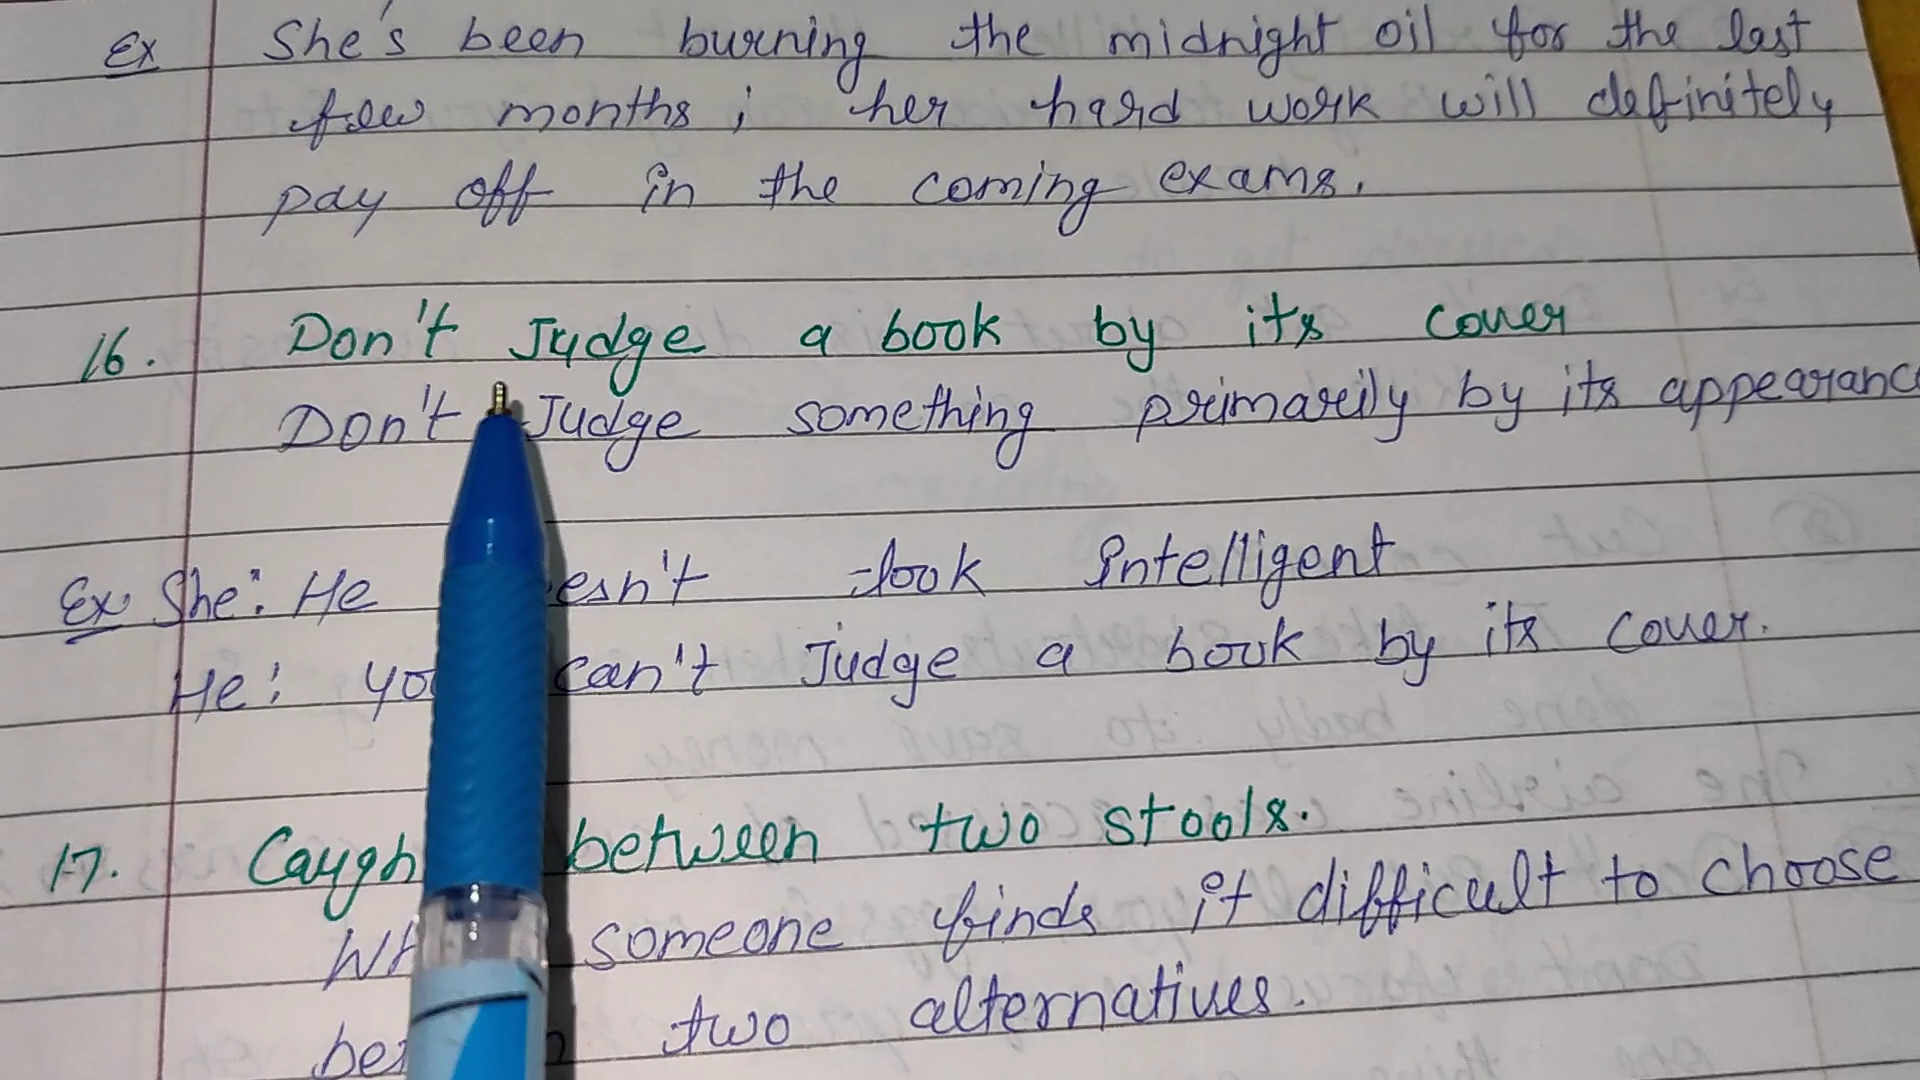 Ex She's been burning the midnight oil for the last
few months; her hard work will definitely
pay off in the coming exams.
16. Don't Judge a book by its cover
Don't Judge something primarily by its appearanc
Ex She: He look Intelligent
He: can't Judge a book by its cover.
17. between two stools.
someone finds it difficult to choose
two alternatives.